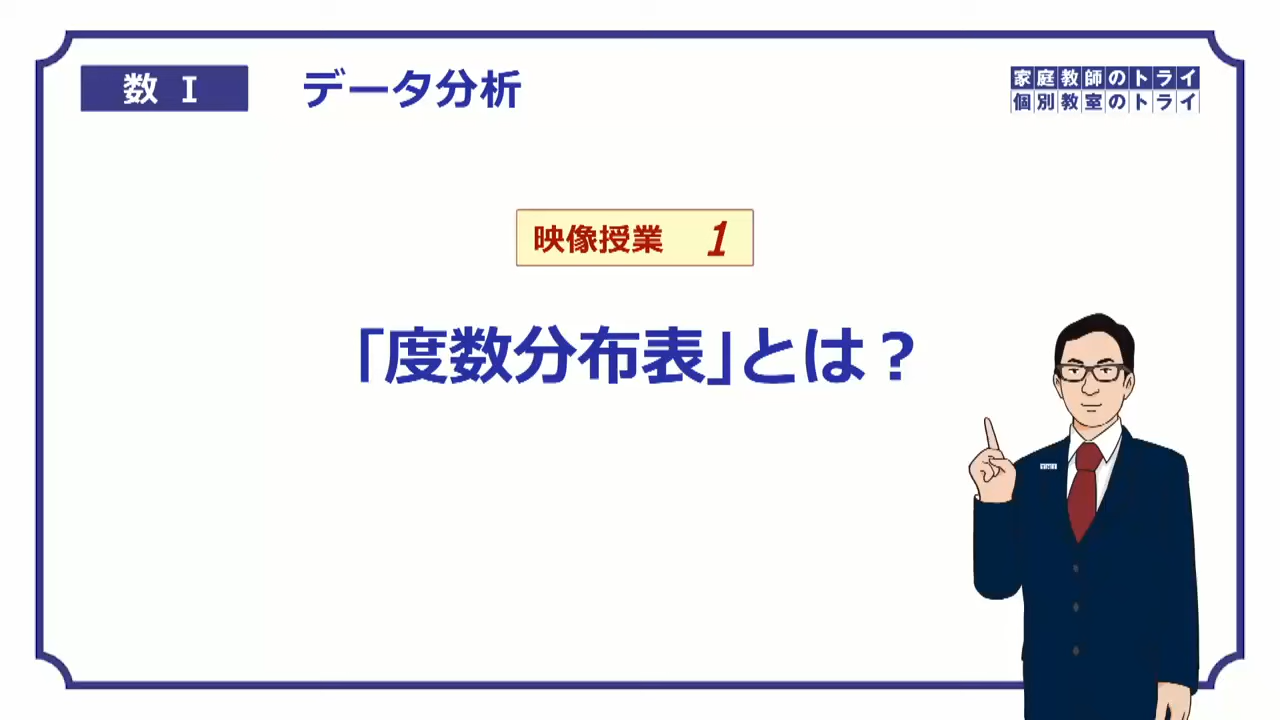 数 I データ分析
家庭教師のトライ
個別教室のトライ
映像授業 1
「度数分布表」とは？